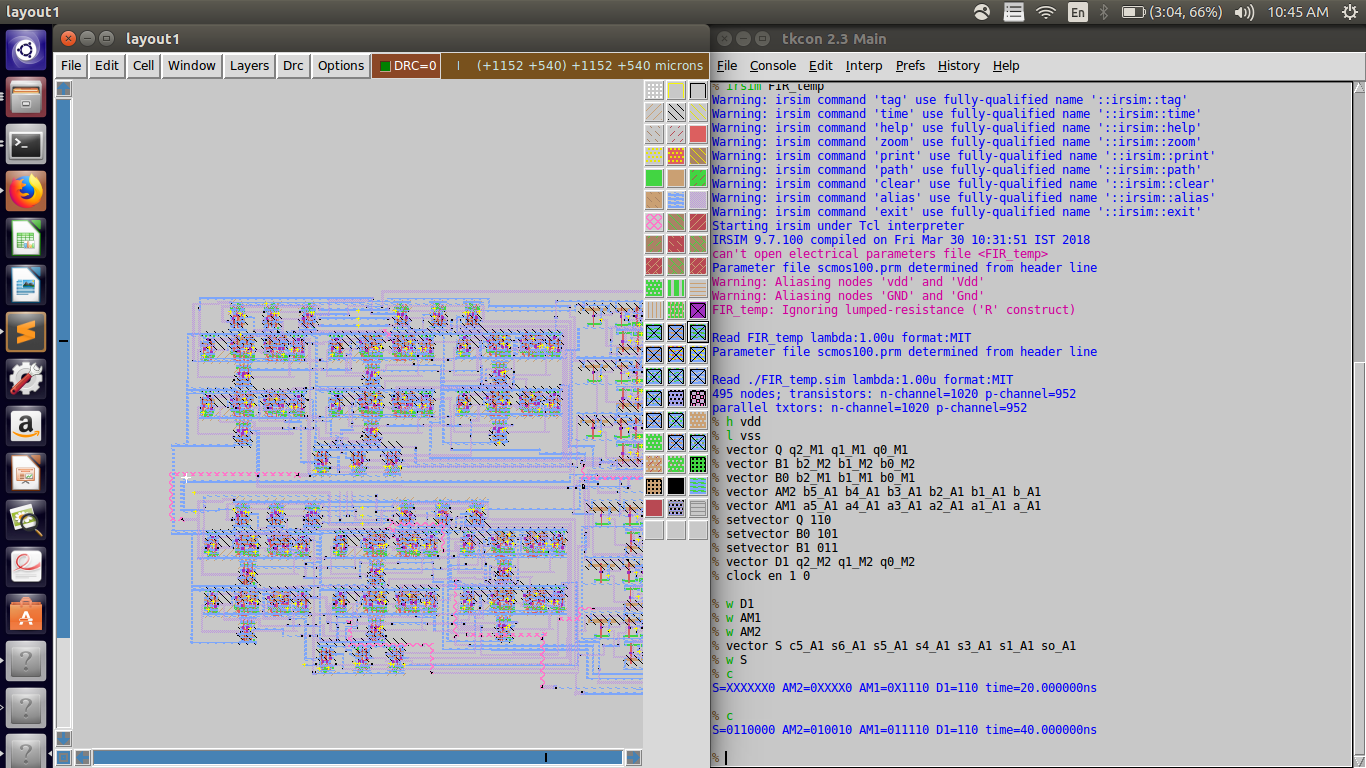 layout1
En
(3:04, 66%)
10:45 AM
layout1
File Edit Cell Window Layers Drc Options DRC=0 (+1152 +540) +1152 +540 microns
tkcon 2.3 Main
File Console Edit Interp Prefs History Help
% irsim FIR_temp
Warning: irsim command 'tag' use fully-qualified name '::irsim::tag'
Warning: irsim command 'time' use fully-qualified name '::irsim::time'
Warning: irsim command 'help' use fully-qualified name '::irsim::help'
Warning: irsim command 'zoom' use fully-qualified name '::irsim::zoom'
Warning: irsim command 'print' use fully-qualified name '::irsim::print'
Warning: irsim command 'path' use fully-qualified name '::irsim::path'
Warning: irsim command 'clear' use fully-qualified name '::irsim::clear'
Warning: irsim command 'alias' use fully-qualified name '::irsim::alias'
Warning: irsim command 'exit' use fully-qualified name '::irsim::exit'
Starting irsim under Tcl interpreter
IRSIM 9.7.100 compiled on Fri Mar 30 10:31:51 IST 2018
can't open electrical parameters file <FIR_temp>
Parameter file scmos100.prm determined from header line
Warning: Aliasing nodes 'vdd' and 'Vdd'
Warning: Aliasing nodes 'GND' and 'Gnd'
FIR_temp: Ignoring lumped-resistance ('R' construct)
Read FIR_temp lambda:1.00u format:MIT
Parameter file scmos100.prm determined from header line
Read ./FIR_temp.sim lambda:1.00u format:MIT
495 nodes; transistors: n-channel=1020 p-channel=952
parallel txtors: n-channel=1020 p-channel=952
% h vdd
% l vss
% vector Q q2_M1 q1_M1 q0_M1
% vector B1 b2_M2 b1_M2 b0_M2
% vector B0 b2_M1 b1_M1 b0_M1
% vector AM2 b5_A1 b4_A1 b3_A1 b2_A1 b1_A1 b_A1
% vector AM1 a5_A1 a4_A1 a3_A1 a2_A1 a1_A1 a_A1
% setvector Q 110
% setvector B0 101
% setvector B1 011
% vector D1 q2_M2 q1_M2 q0_M2
% clock en 1 0
% w D1
% w AM1
% w AM2
% vector S c5_A1 s6_A1 s5_A1 s4_A1 s3_A1 s1_A1 so_A1
% w S
% c
S=XXXXXX0 AM2=0XXXX0 AM1=0X1110 D1=110 time=20.000000ns
% c
S=0110000 AM2=010010 AM1=011110 D1=110 time=40.000000ns
%